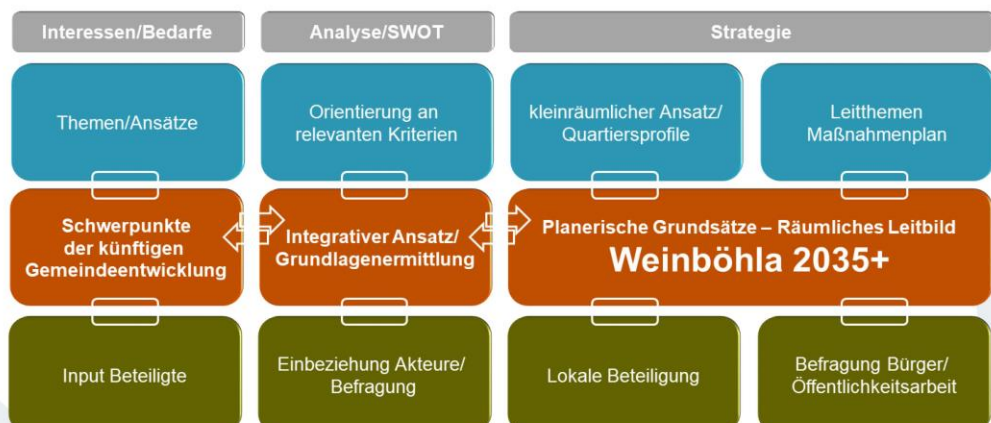 Interessen/Bedarfe
Analyse/SWOT
Strategie
Themen/Ansätze
Orientierung an
relevanten Kriterien
kleinräumlicher Ansatz/
Quartiersprofile
Leitthemen
Maßnahmenplan
Schwerpunkte
der künftigen
Gemeindeentwicklung
Integrativer Ansatz/
Grundlagenermittlung
Planerische Grundsätze – Räumliches Leitbild
Weinböhla 2035+
Input Beteiligte
Einbeziehung Akteure/
Befragung
Lokale Beteiligung
Befragung Bürger/
Öffentlichkeitsarbeit